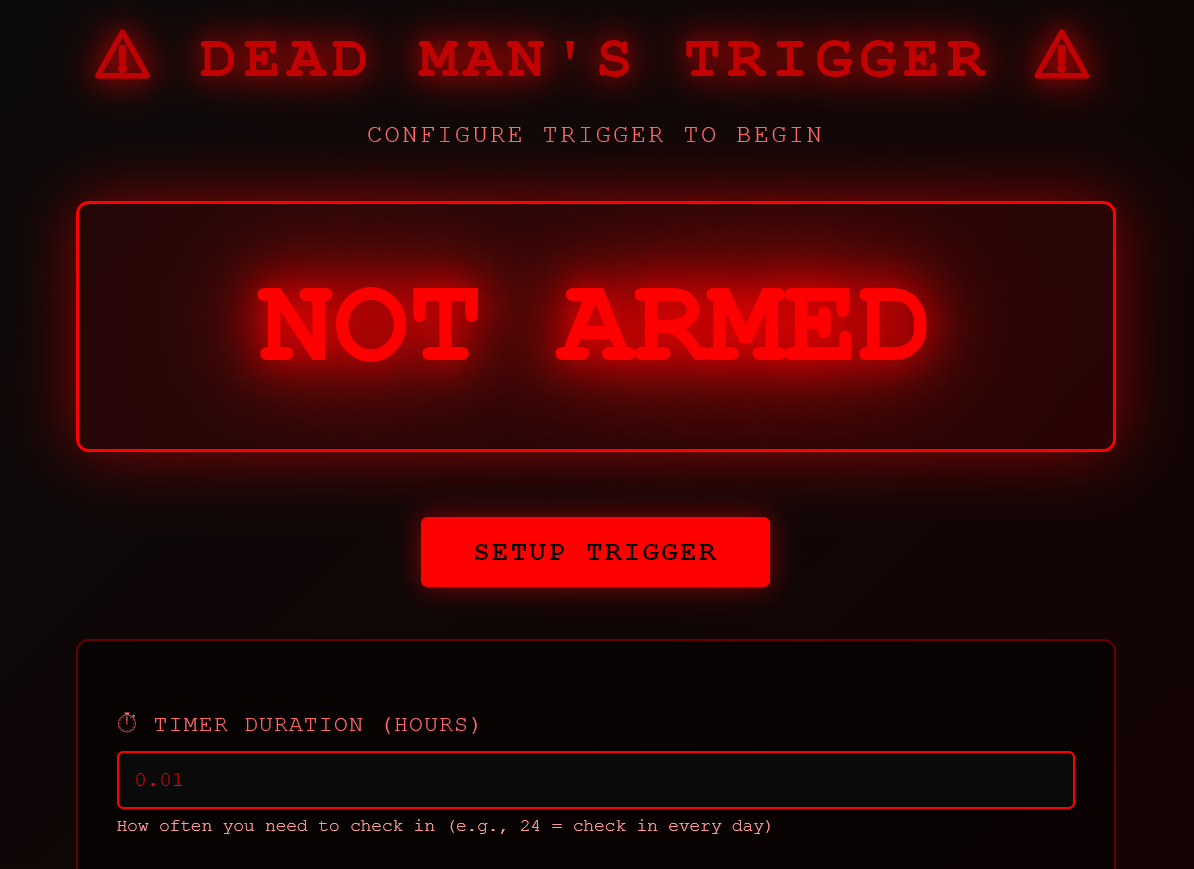 ⚠ DEAD MAN'S TRIGGER ⚠
CONFIGURE TRIGGER TO BEGIN
NOT ARMED
SETUP TRIGGER
⏱ TIMER DURATION (HOURS)
0.01
How often you need to check in (e.g., 24 = check in every day)